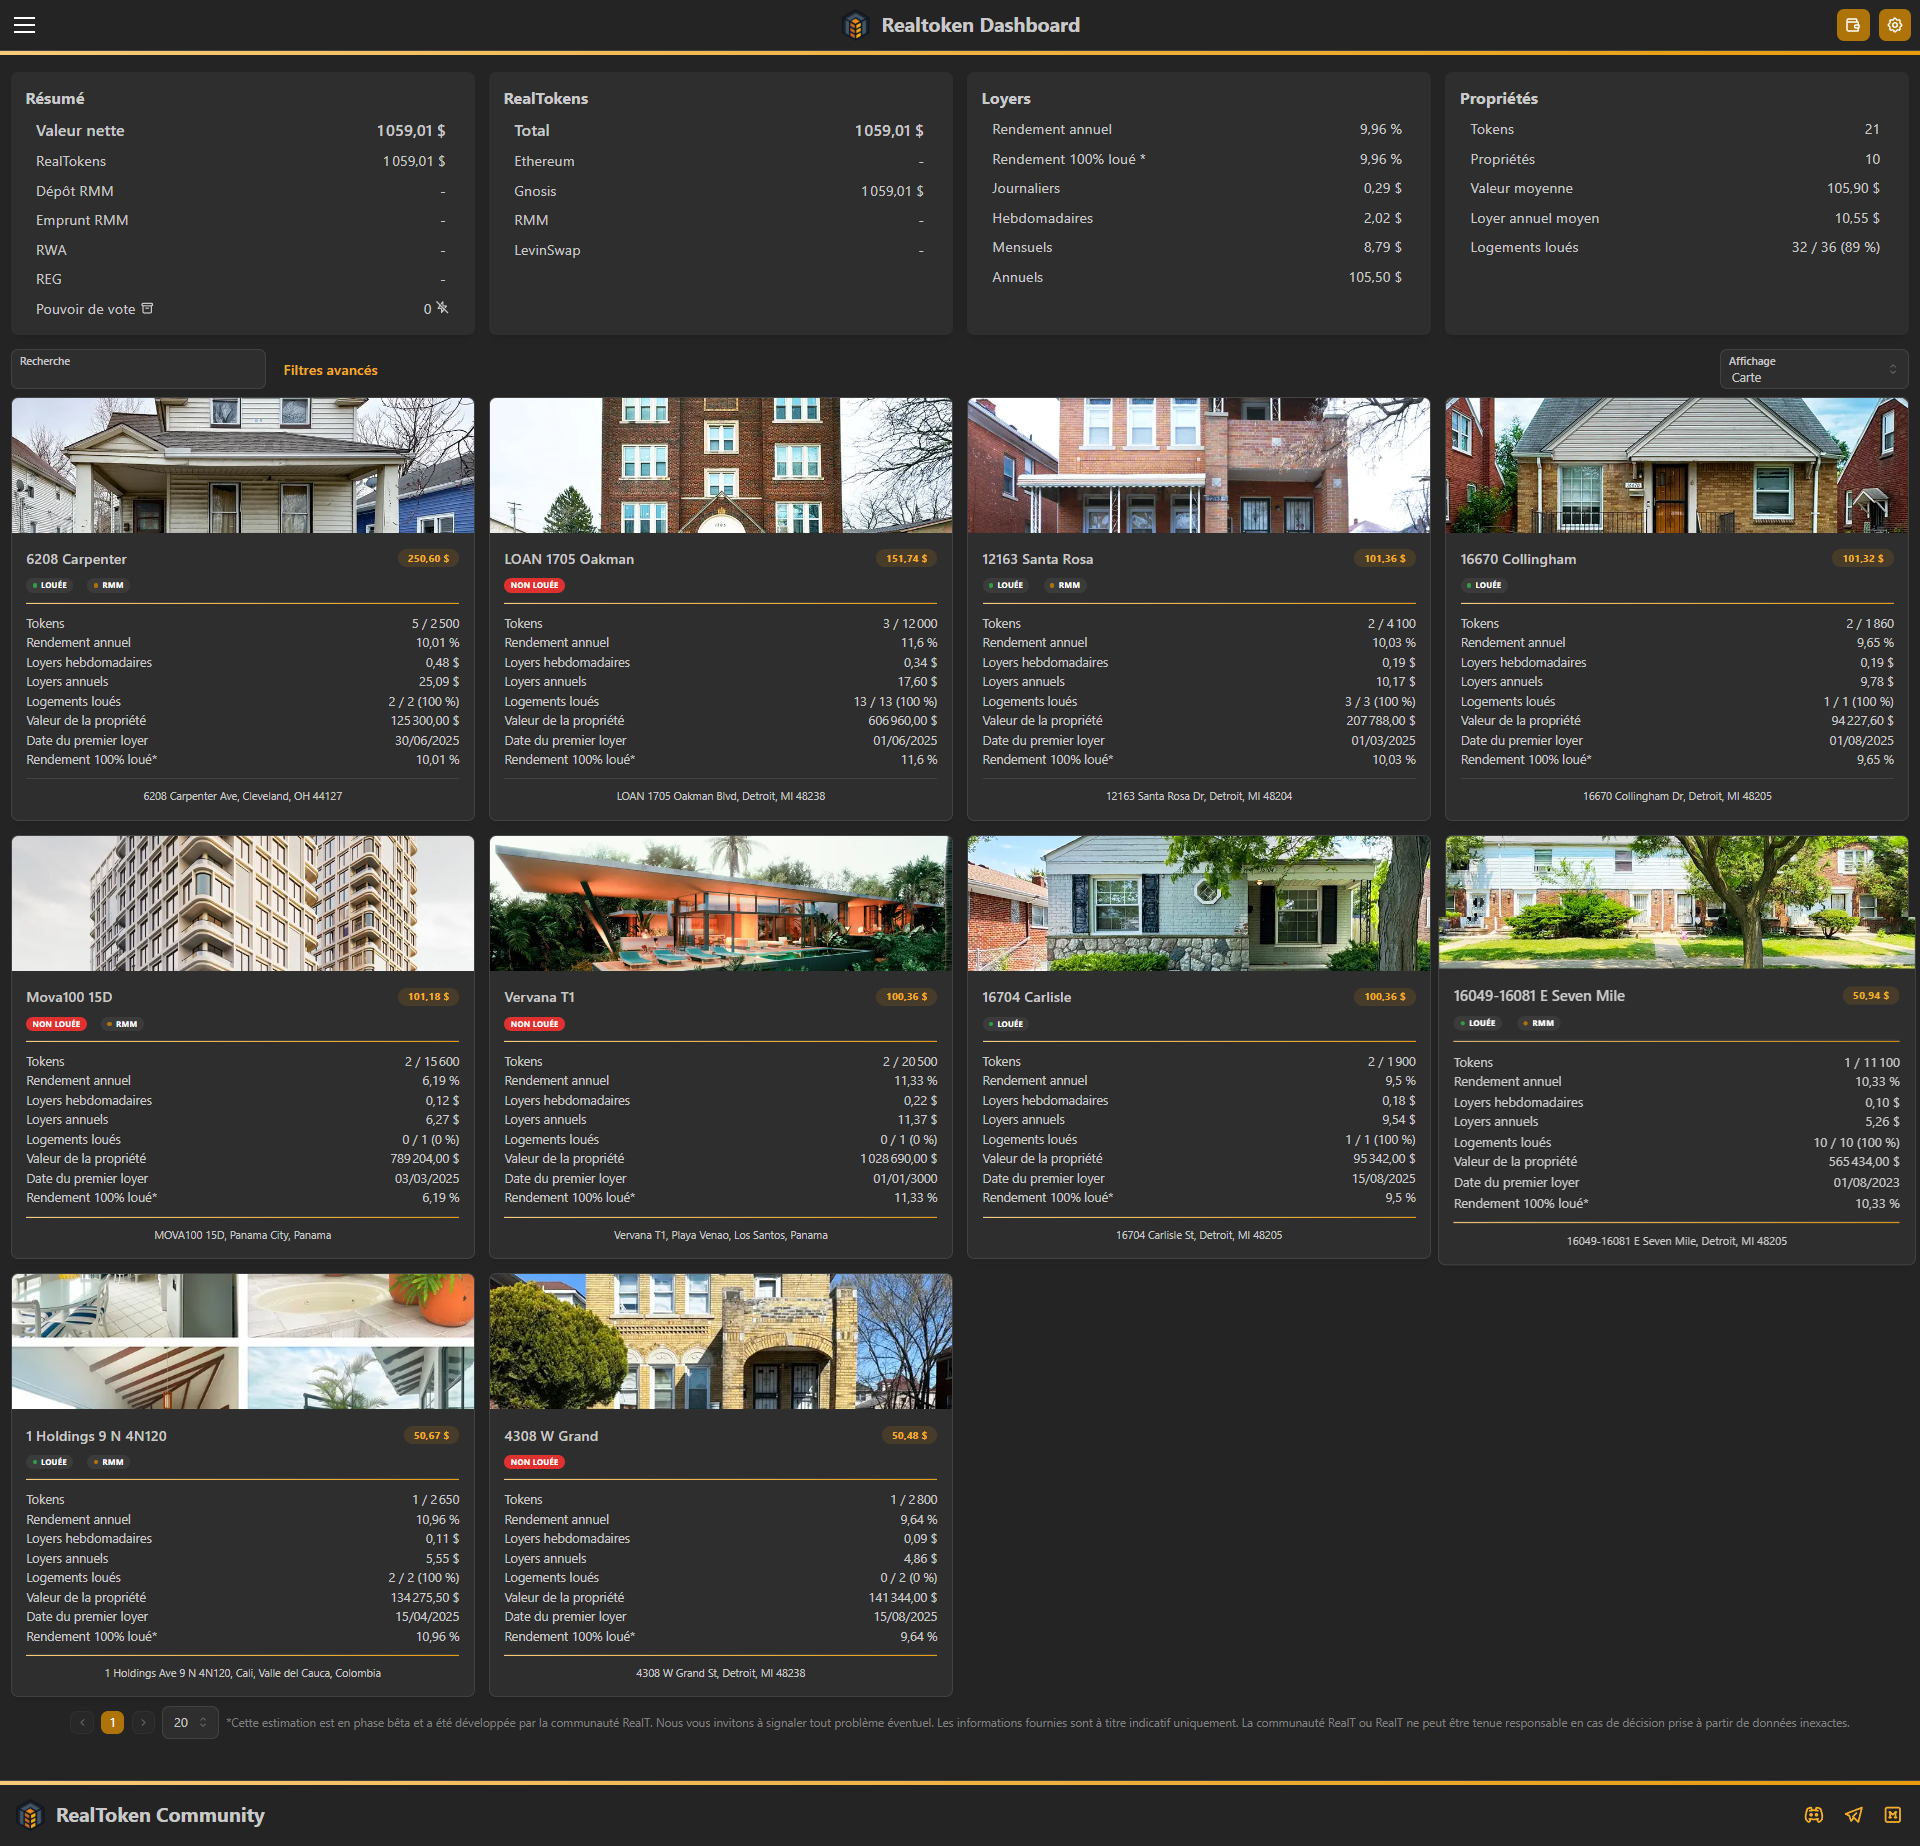 Realtoken Dashboard
Résumé
Valeur nette 1 059,01 $
RealTokens 1 059,01 $
Dépôt RMM -
Emprunt RMM -
RWA -
REG -
Pouvoir de vote 0
RealTokens
Total 1 059,01 $
Ethereum -
Gnosis 1 059,01 $
RMM -
LevinSwap -
Loyers
Rendement annuel 9,96 %
Rendement 100% loué * 9,96 %
Journaliers 0,29 $
Hebdomadaires 2,02 $
Mensuels 8,79 $
Annuels 105,50 $
Propriétés
Tokens 21
Propriétés 10
Valeur moyenne 105,90 $
Loyer annuel moyen 10,55 $
Logements loués 32 / 36 (89 %)
Recherche
Filtres avancés
Affichage
Carte
6208 Carpenter 250,60 $
LOUÉE RMM
Tokens 5 / 2 500
Rendement annuel 10,01 %
Loyers hebdomadaires 0,48 $
Loyers annuels 25,09 $
Logements loués 2 / 2 (100 %)
Valeur de la propriété 125 300,00 $
Date du premier loyer 30/06/2025
Rendement 100% loué* 10,01 %
6208 Carpenter Ave, Cleveland, OH 44127
LOAN 1705 Oakman 151,74 $
NON LOUÉE
Tokens 3 / 12 000
Rendement annuel 11,6 %
Loyers hebdomadaires 0,34 $
Loyers annuels 17,60 $
Logements loués 13 / 13 (100 %)
Valeur de la propriété 606 960,00 $
Date du premier loyer 01/06/2025
Rendement 100% loué* 11,6 %
LOAN 1705 Oakman Blvd, Detroit, MI 48238
12163 Santa Rosa 101,36 $
LOUÉE RMM
Tokens 2 / 4 100
Rendement annuel 10,03 %
Loyers hebdomadaires 0,19 $
Loyers annuels 10,17 $
Logements loués 3 / 3 (100 %)
Valeur de la propriété 207 788,00 $
Date du premier loyer 01/03/2025
Rendement 100% loué* 10,03 %
12163 Santa Rosa Dr, Detroit, MI 48204
16670 Collingham 101,32 $
LOUÉE
Tokens 2 / 1 860
Rendement annuel 9,65 %
Loyers hebdomadaires 0,19 $
Loyers annuels 9,78 $
Logements loués 1 / 1 (100 %)
Valeur de la propriété 94 227,60 $
Date du premier loyer 01/08/2025
Rendement 100% loué* 9,65 %
16670 Collingham Dr, Detroit, MI 48205
Mova100 15D 101,18 $
NON LOUÉE RMM
Tokens 2 / 15 600
Rendement annuel 6,19 %
Loyers hebdomadaires 0,12 $
Loyers annuels 6,27 $
Logements loués 0 / 1 (0 %)
Valeur de la propriété 789 204,00 $
Date du premier loyer 03/03/2025
Rendement 100% loué* 6,19 %
MOVA100 15D, Panama City, Panama
Vervana T1 100,36 $
NON LOUÉE
Tokens 2 / 20 500
Rendement annuel 11,33 %
Loyers hebdomadaires 0,22 $
Loyers annuels 11,37 $
Logements loués 0 / 1 (0 %)
Valeur de la propriété 1 028 690,00 $
Date du premier loyer 01/01/3000
Rendement 100% loué* 11,33 %
Vervana T1, Playa Venao, Los Santos, Panama
16704 Carlisle 100,36 $
LOUÉE
Tokens 2 / 1 900
Rendement annuel 9,5 %
Loyers hebdomadaires 0,18 $
Loyers annuels 9,54 $
Logements loués 1 / 1 (100 %)
Valeur de la propriété 95 342,00 $
Date du premier loyer 15/08/2025
Rendement 100% loué* 9,5 %
16704 Carlisle St, Detroit, MI 48205
16049-16081 E Seven Mile 50,94 $
LOUÉE RMM
Tokens 1 / 11 100
Rendement annuel 10,33 %
Loyers hebdomadaires 0,10 $
Loyers annuels 5,26 $
Logements loués 10 / 10 (100 %)
Valeur de la propriété 565 434,00 $
Date du premier loyer 01/08/2023
Rendement 100% loué* 10,33 %
16049-16081 E Seven Mile, Detroit, MI 48205
1 Holdings 9 N 4N120 50,67 $
LOUÉE RMM
Tokens 1 / 2 650
Rendement annuel 10,96 %
Loyers hebdomadaires 0,11 $
Loyers annuels 5,55 $
Logements loués 2 / 2 (100 %)
Valeur de la propriété 134 275,50 $
Date du premier loyer 15/04/2025
Rendement 100% loué* 10,96 %
1 Holdings Ave 9 N 4N120, Cali, Valle del Cauca, Colombia
4308 W Grand 50,48 $
NON LOUÉE
Tokens 1 / 2 800
Rendement annuel 9,64 %
Loyers hebdomadaires 0,09 $
Loyers annuels 4,86 $
Logements loués 0 / 2 (0 %)
Valeur de la propriété 141 344,00 $
Date du premier loyer 15/08/2025
Rendement 100% loué* 9,64 %
4308 W Grand St, Detroit, MI 48238
1 20 *Cette estimation est en phase bêta et a été développée par la communauté RealT. Nous vous invitons à signaler tout problème éventuel. Les informations fournies sont à titre indicatif uniquement. La communauté RealT ou RealT ne peut être tenue responsable en cas de décision prise à partir de données inexactes.
RealToken Community